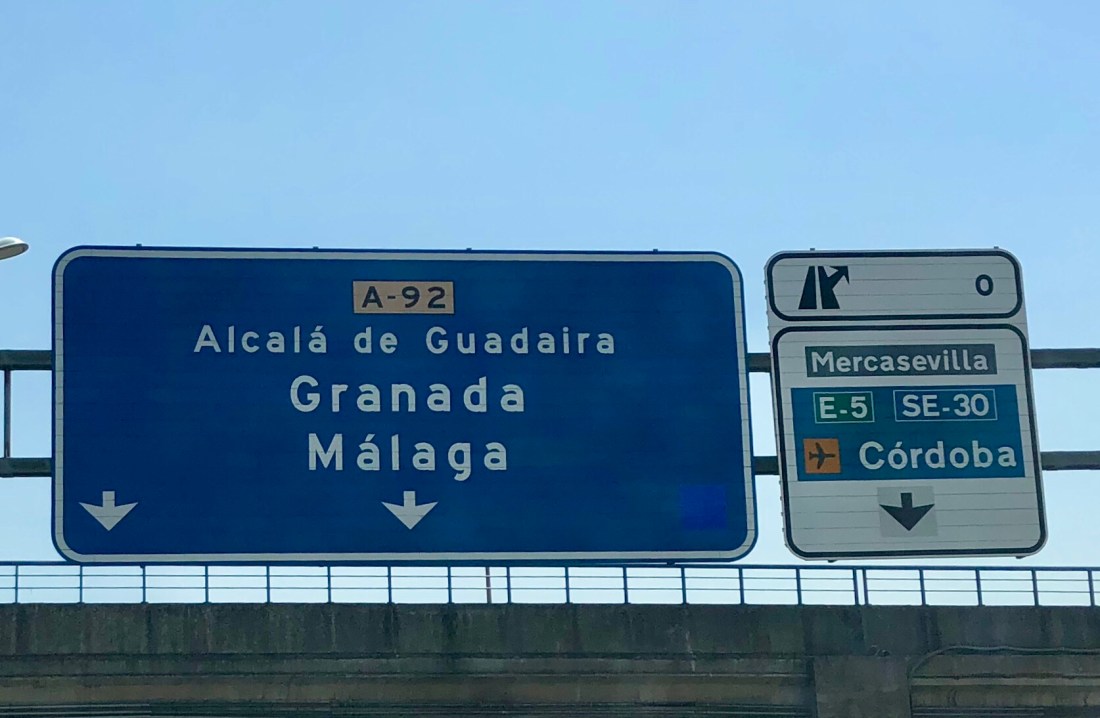 A-92
Alcalá de Guadaira
Granada
Málaga
0
Mercasevilla
E-5 SE-30
Córdoba